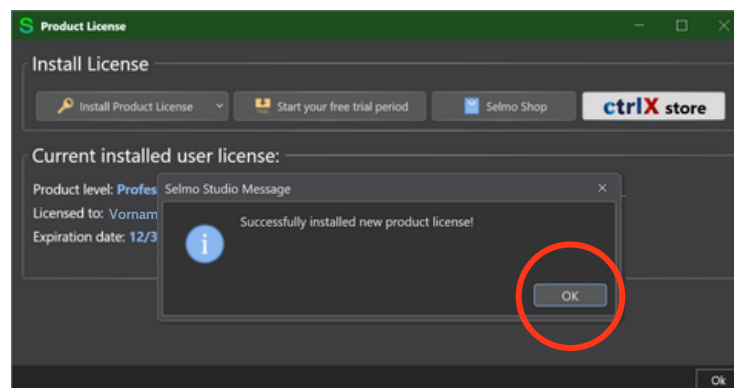 Product License
Install License
Install Product License
Start your free trial period
Selmo Shop
ctrlX store
Current installed user license:
Product level: Profes
Licensed to: Vornam
Expiration date: 12/3
Selmo Studio Message
Successfully installed new product license!
OK
Ok